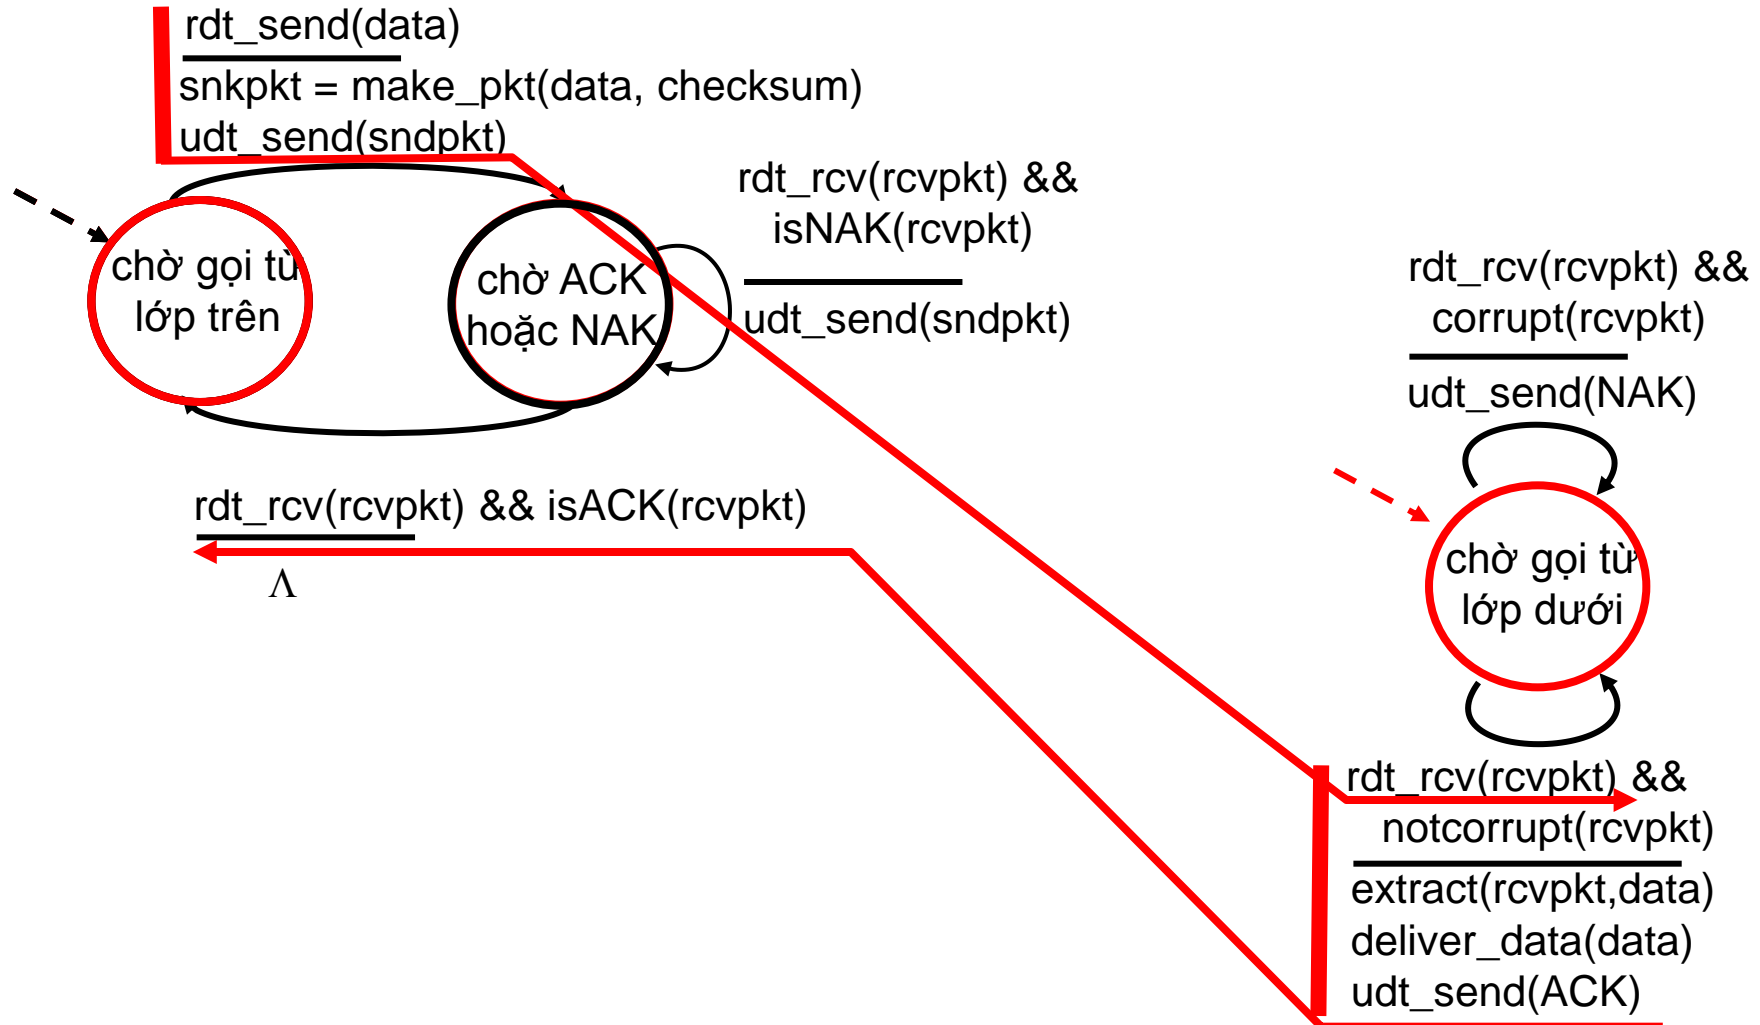 rdt_send(data)
snkpkt = make_pkt(data, checksum)
udt_send(sndpkt)
rdt_rcv(rcvpkt) &&
isNAK(rcvpkt)
udt_send(sndpkt)
chờ gọi từ
lớp trên
chờ ACK
hoặc NAK
rdt_rcv(rcvpkt) && isACK(rcvpkt)
Λ
rdt_rcv(rcvpkt) &&
corrupt(rcvpkt)
udt_send(NAK)
chờ gọi từ
lớp dưới
rdt_rcv(rcvpkt) &&
notcorrupt(rcvpkt)
extract(rcvpkt,data)
deliver_data(data)
udt_send(ACK)